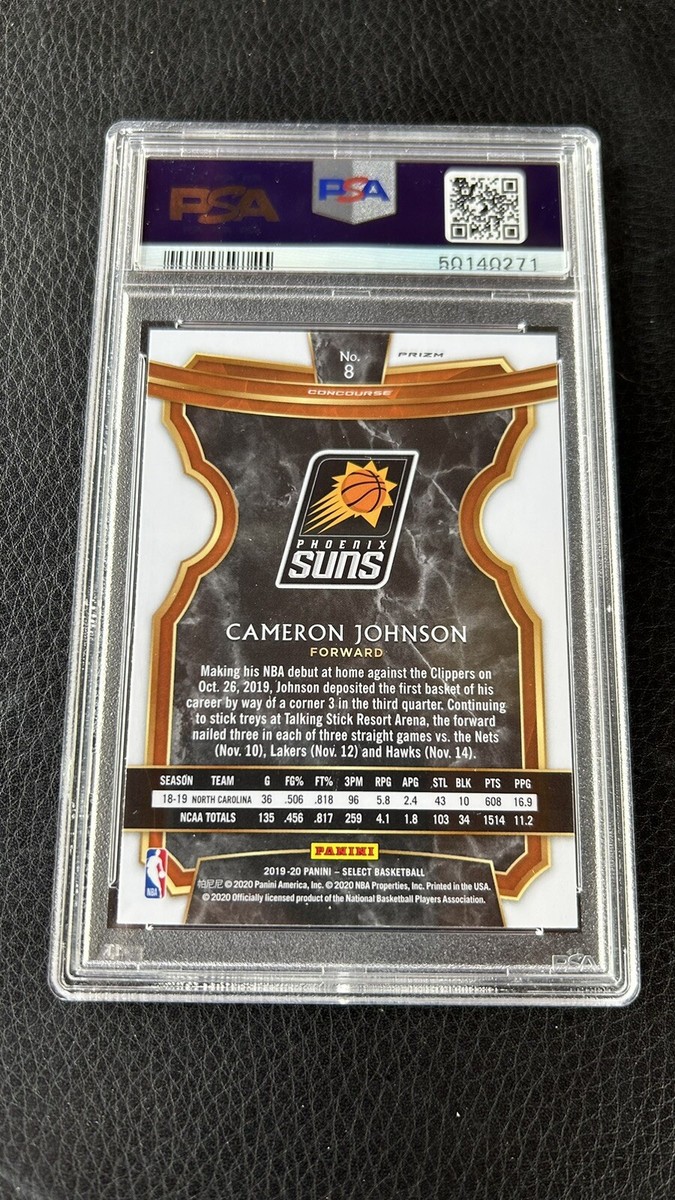 PSA
PSA
50140271
No.
8
PRIZM
CONCOURSE
PHOENIX
SUNS
CAMERON JOHNSON
FORWARD
Making his NBA debut at home against the Clippers on
Oct. 26, 2019, Johnson deposited the first basket of his
career by way of a corner 3 in the third quarter. Continuing
to stick treys at Talking Stick Resort Arena, the forward
nailed three in each of three straight games vs. the Nets
(Nov. 10), Lakers (Nov. 12) and Hawks (Nov. 14).
SEASON TEAM G FG% FT% 3PM RPG APG STL BLK PTS PPG
18-19 NORTH CAROLINA 36 .506 .818 96 5.8 2.4 43 10 608 16.9
NCAA TOTALS 135 .456 .817 259 4.1 1.8 103 34 1514 11.2
PANINI
2019-20 PANINI – SELECT BASKETBALL
帕尼尼 © 2020 Panini America, Inc. © 2020 NBA Properties, Inc. Printed in the USA.
© 2020 Officially licensed product of the National Basketball Players Association.
NBA
PSA